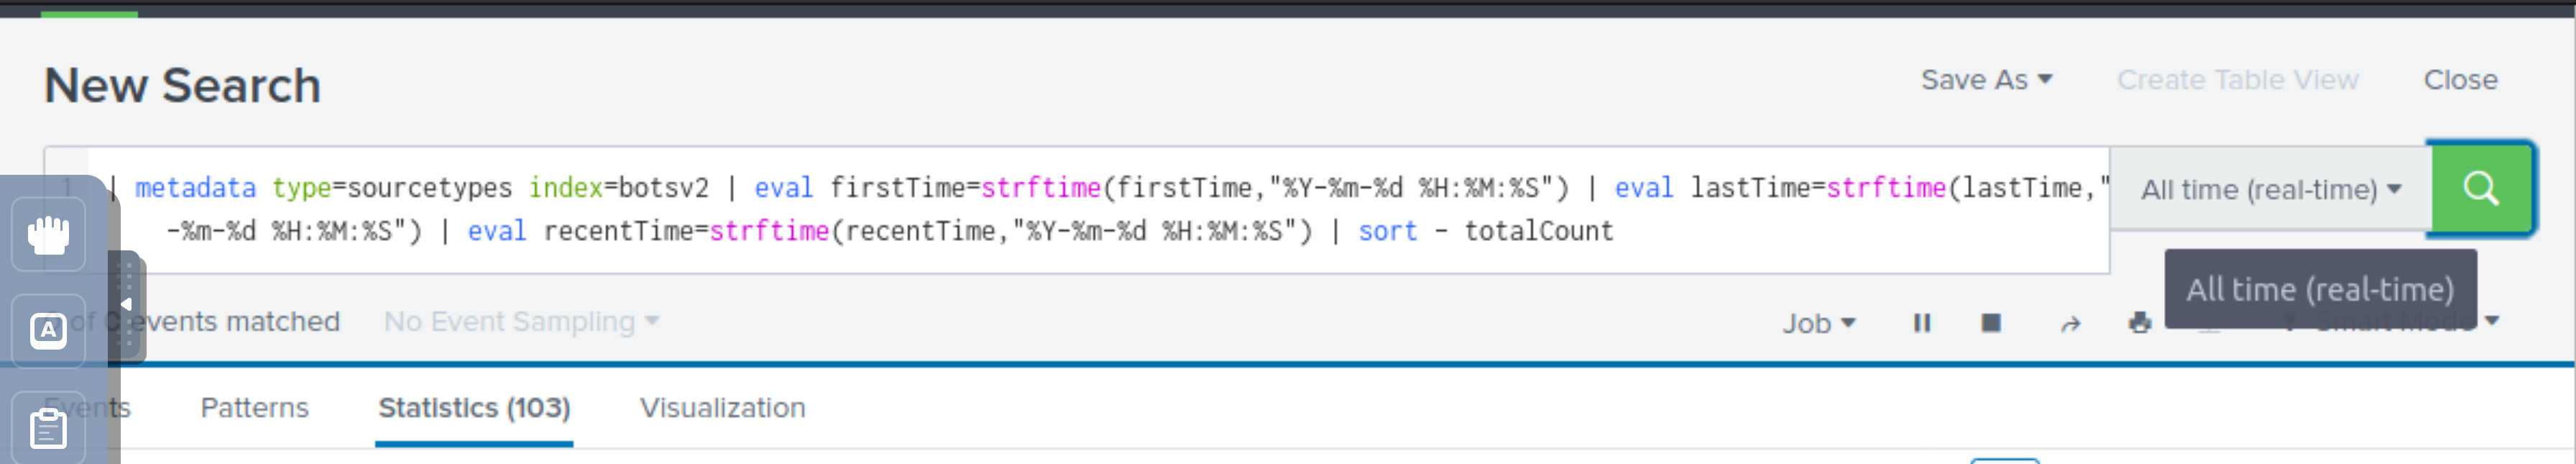 New Search
Save As
Create Table View
Close
1 | metadata type=sourcetypes index=botsv2 | eval firstTime=strftime(firstTime,"%Y-%m-%d %H:%M:%S") | eval lastTime=strftime(lastTime,"
-%m-%d %H:%M:%S") | eval recentTime=strftime(recentTime,"%Y-%m-%d %H:%M:%S") | sort - totalCount
All time (real-time)
All time (real-time)
of 0 events matched
No Event Sampling
Job
Smart Mode
Events
Patterns
Statistics (103)
Visualization
A